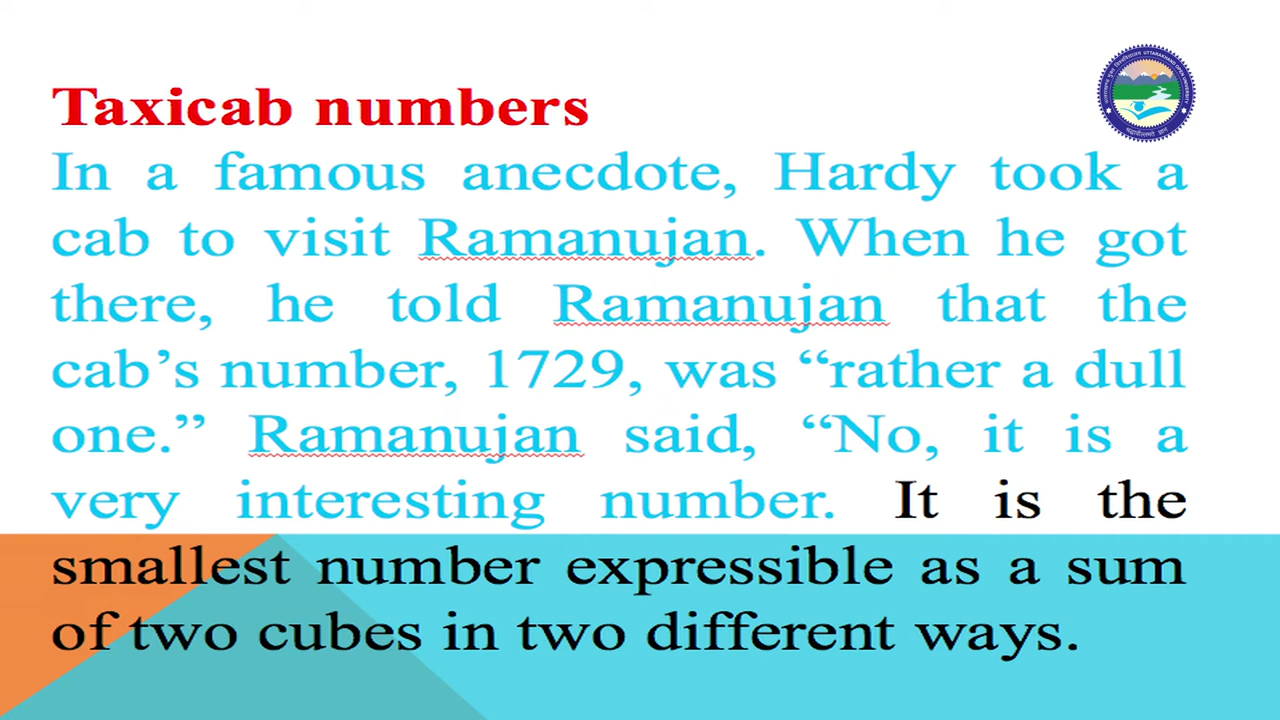 Taxicab numbers
In a famous anecdote, Hardy took a
cab to visit Ramanujan. When he got
there, he told Ramanujan that the
cab’s number, 1729, was “rather a dull
one.” Ramanujan said, “No, it is a
very interesting number. It is the
smallest number expressible as a sum
of two cubes in two different ways.